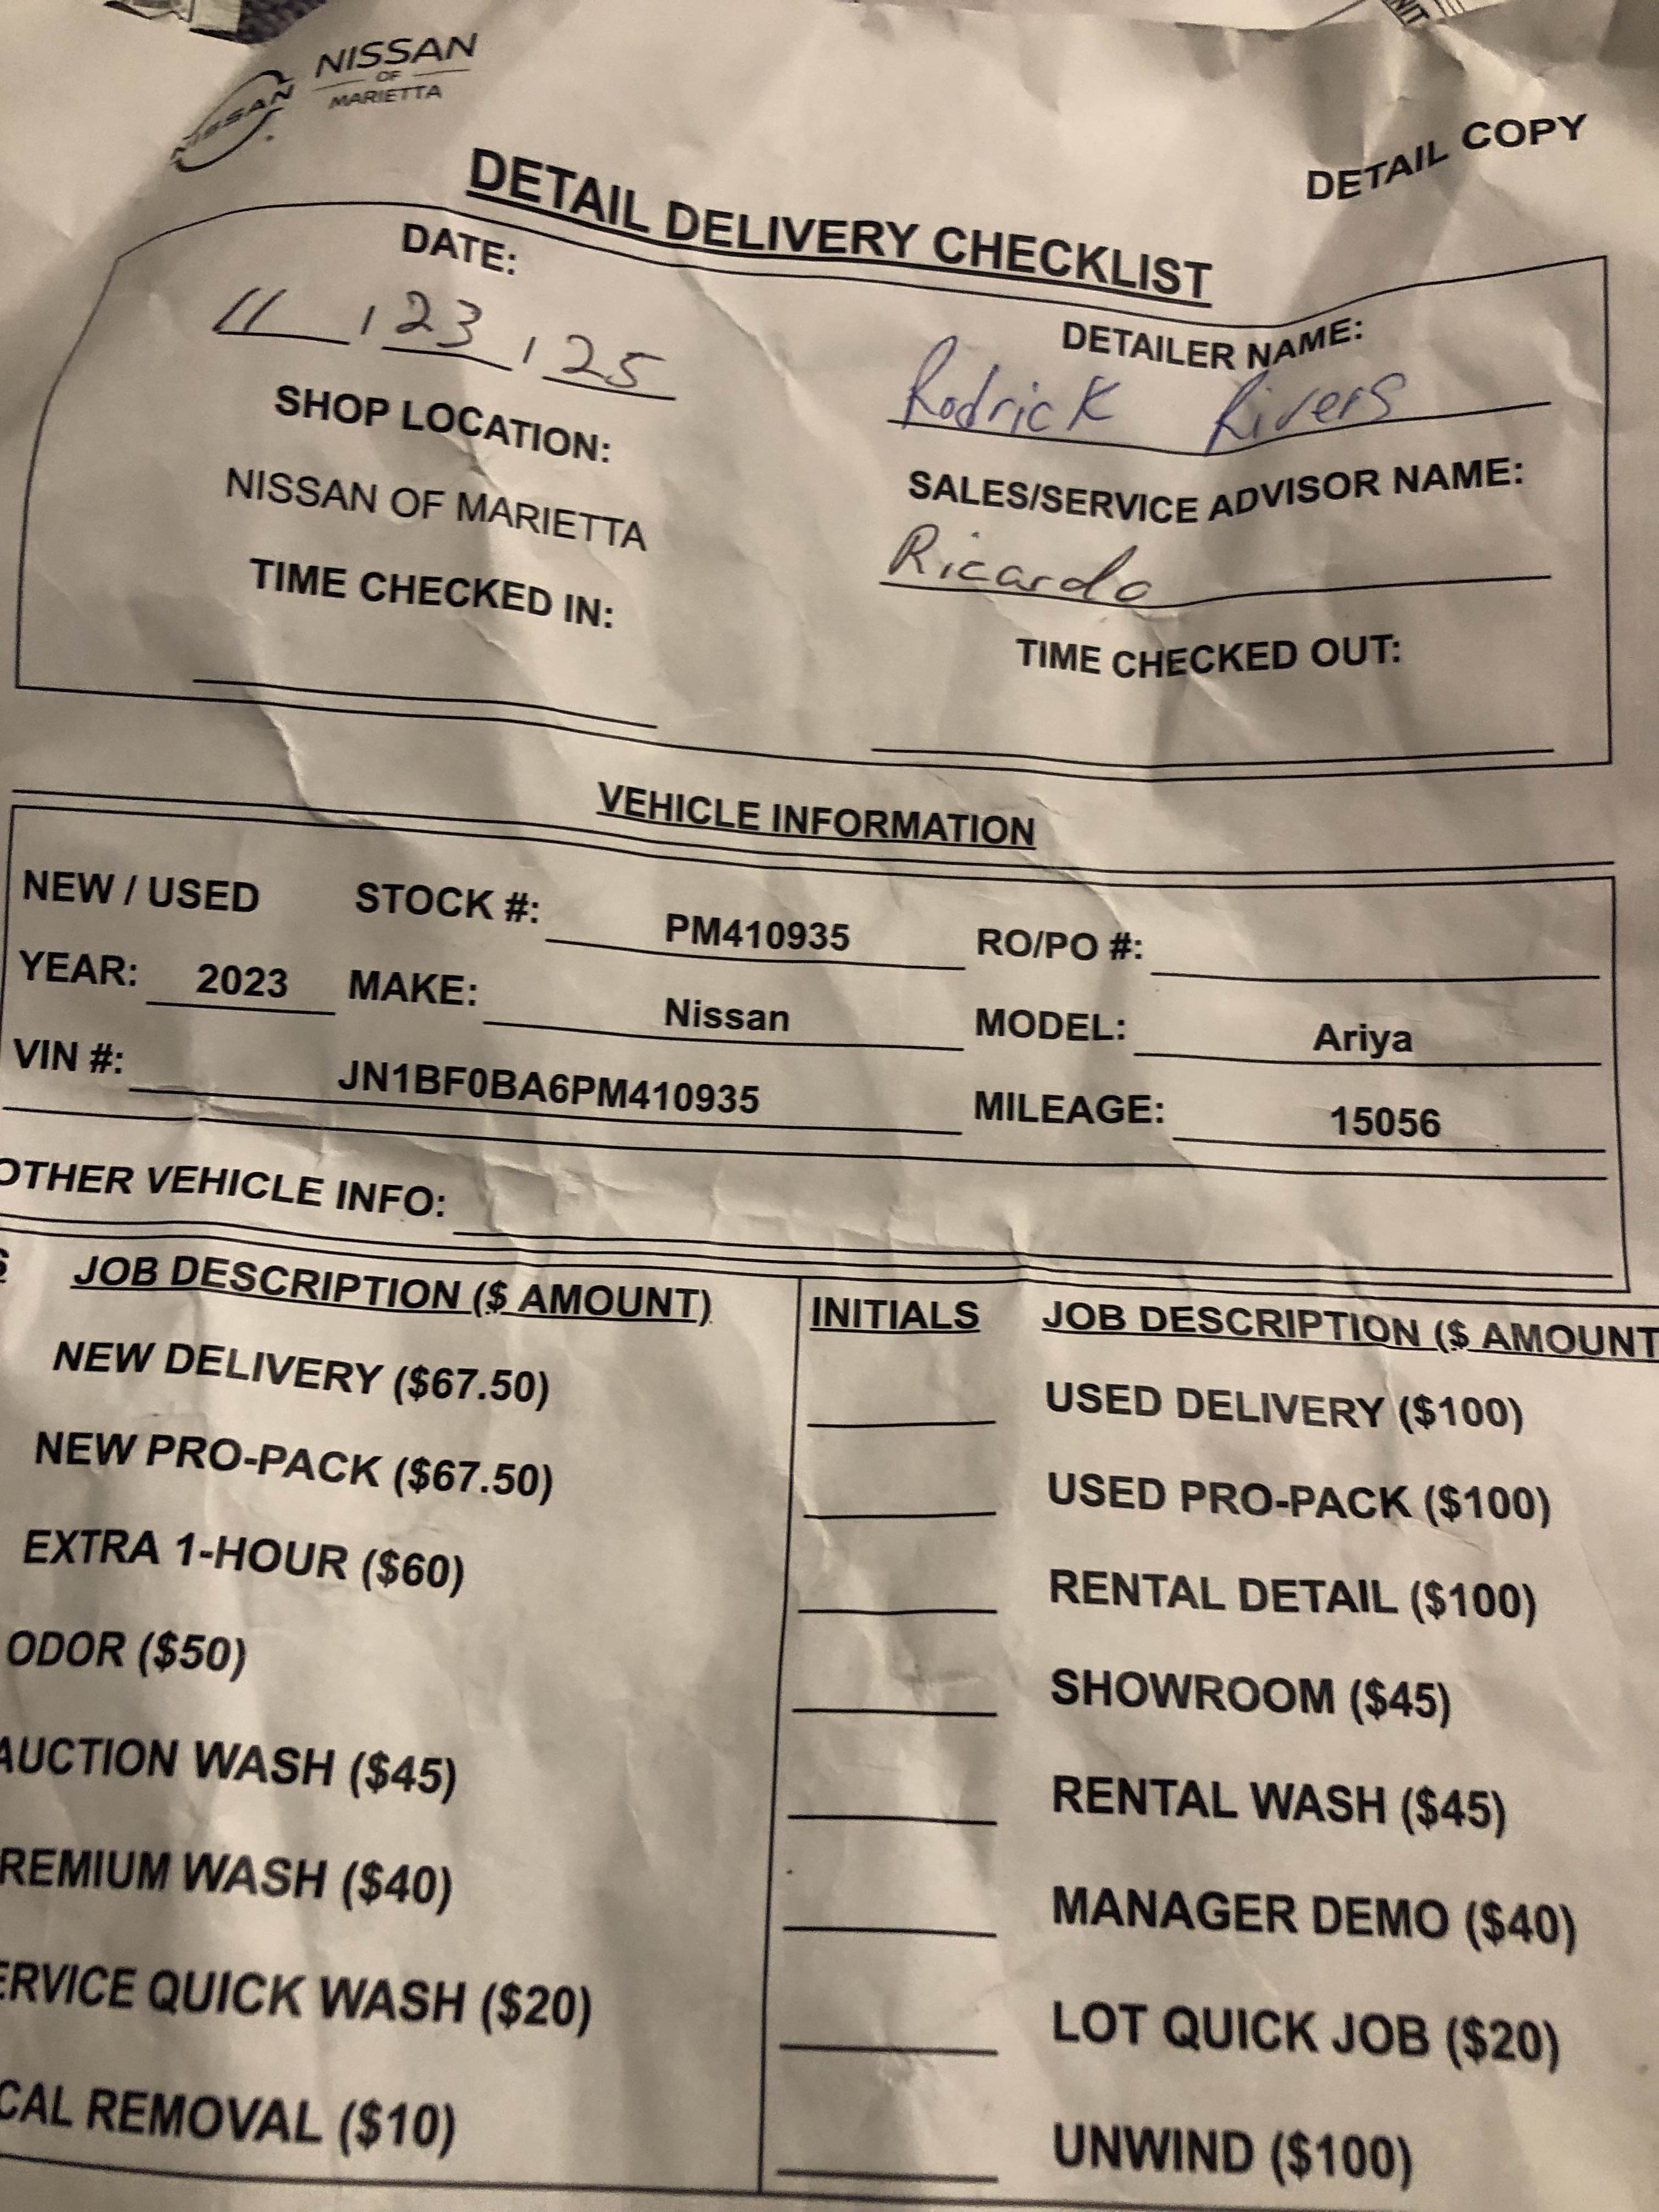 NISSAN
NISSAN
OF
MARIETTA
DETAIL COPY
DETAIL DELIVERY CHECKLIST
DATE:
11 / 23 / 25
DETAILER NAME:
Rodrick Rivers
SHOP LOCATION:
NISSAN OF MARIETTA
SALES/SERVICE ADVISOR NAME:
Ricardo
TIME CHECKED IN:
TIME CHECKED OUT:
VEHICLE INFORMATION
NEW / USED STOCK #: PM410935 RO/PO #:
YEAR: 2023 MAKE: Nissan MODEL: Ariya
VIN #: JN1BF0BA6PM410935 MILEAGE: 15056
OTHER VEHICLE INFO:
S JOB DESCRIPTION ($ AMOUNT) INITIALS JOB DESCRIPTION ($ AMOUNT
NEW DELIVERY ($67.50) USED DELIVERY ($100)
NEW PRO-PACK ($67.50) USED PRO-PACK ($100)
EXTRA 1-HOUR ($60) RENTAL DETAIL ($100)
ODOR ($50) SHOWROOM ($45)
AUCTION WASH ($45) RENTAL WASH ($45)
REMIUM WASH ($40) MANAGER DEMO ($40)
ERVICE QUICK WASH ($20) LOT QUICK JOB ($20)
CAL REMOVAL ($10) UNWIND ($100)